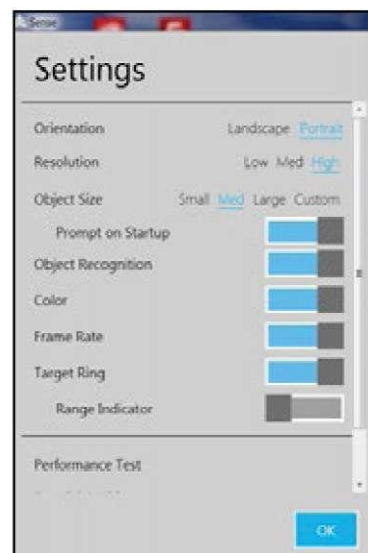 Sense
Settings
Orientation Landscape Portrait
Resolution Low Med High
Object Size Small Med Large Custom
Prompt on Startup
Object Recognition
Color
Frame Rate
Target Ring
Range Indicator
Performance Test
OK